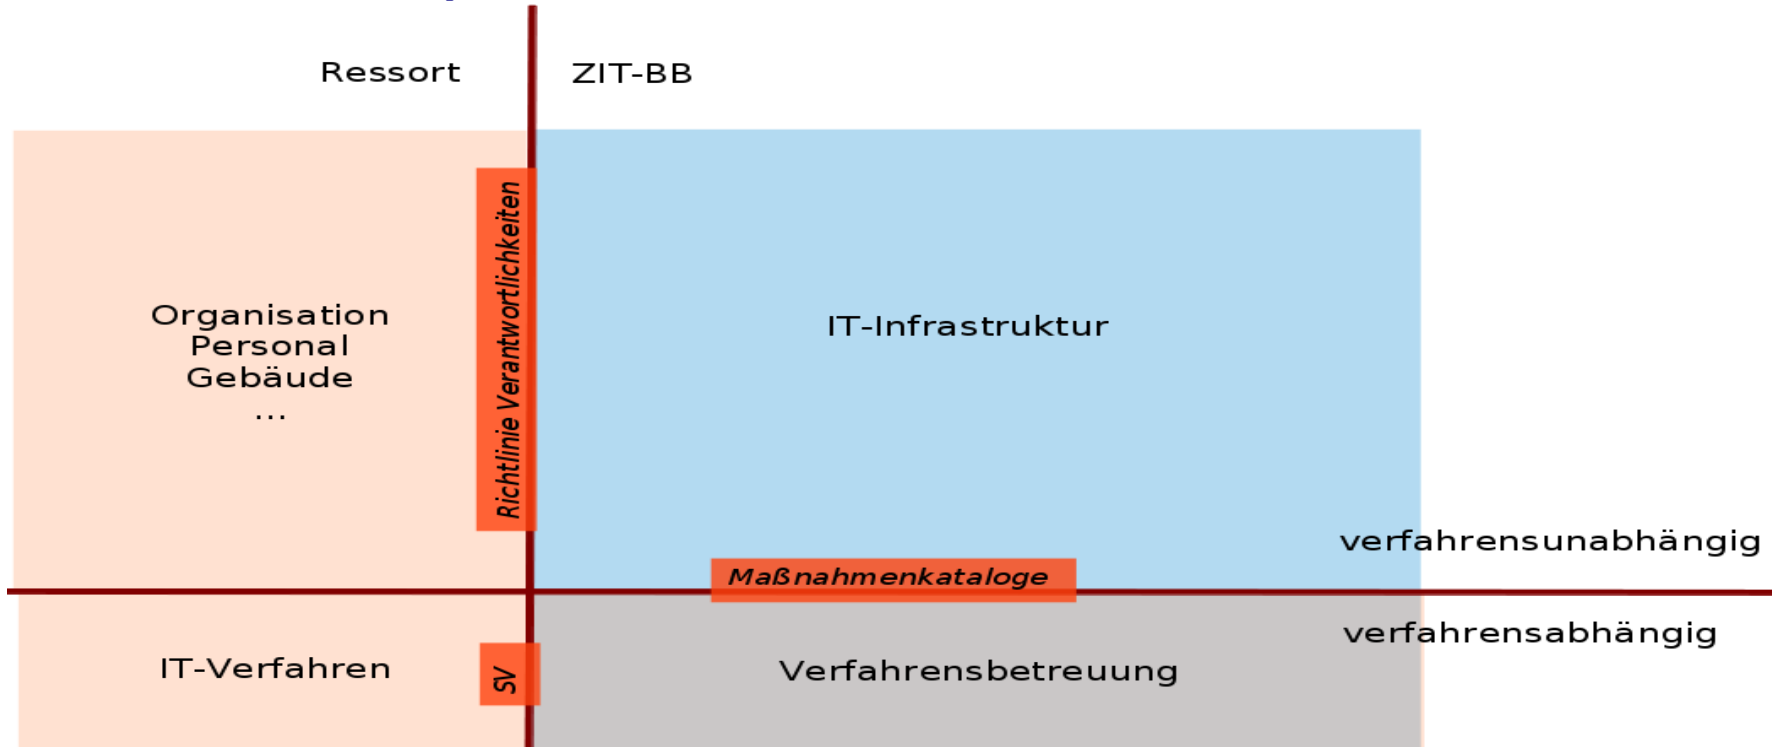 Ressort
ZIT-BB
Richtlinie Verantwortlichkeiten
Organisation
Personal
Gebäude
...
IT-Infrastruktur
verfahrensunabhängig
Maßnahmenkataloge
verfahrensabhängig
IT-Verfahren
SV
Verfahrensbetreuung